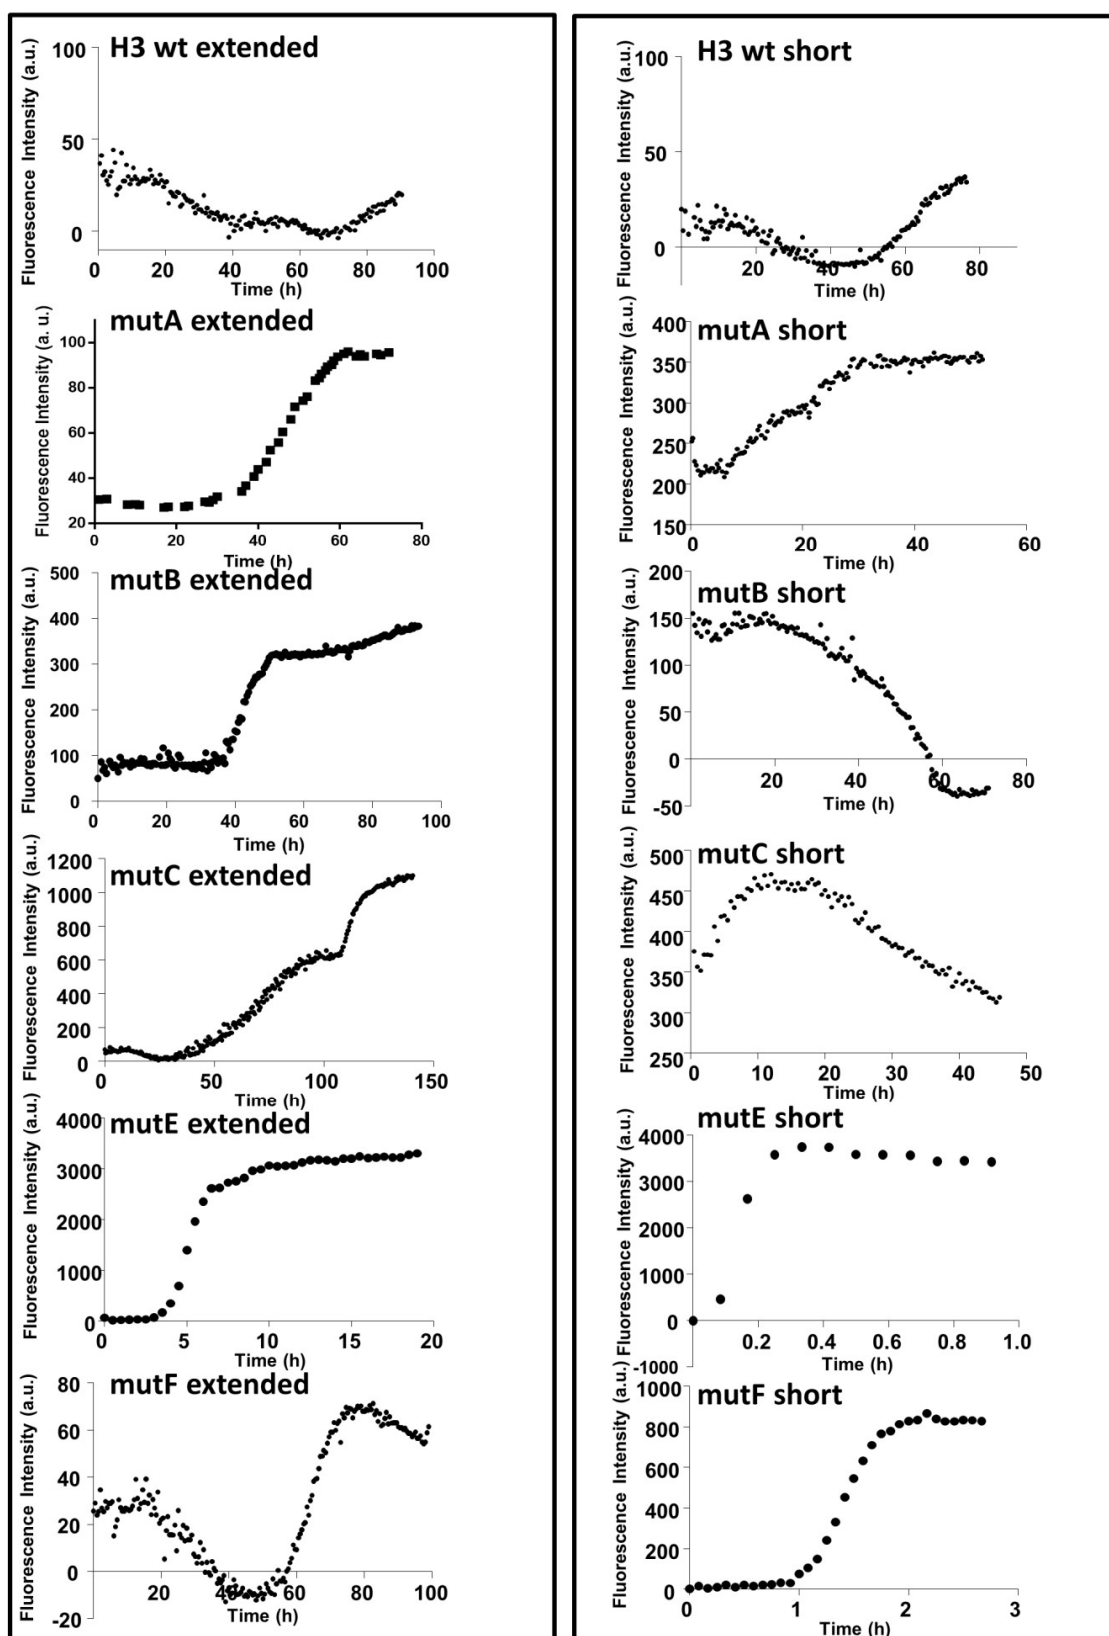 H3 wt extended
Fluorescence Intensity (a.u.)
100
50
0
0 20 40 60 80 100
Time (h)
mutA extended
Fluorescence Intensity (a. u.)
100
80
60
40
20
0 20 40 60 80
Time (h)
mutB extended
Fluorescence Intensity (a.u.)
500
400
300
200
100
0
0 20 40 60 80 100
Time (h)
mutC extended
Fluorescence Intensity (a.u.)
1200
1000
800
600
400
200
0
0 50 100 150
Time (h)
mutE extended
Fluorescence Intensity (a.u.)
4000
3000
2000
1000
0
0 5 10 15 20
Time (h)
mutF extended
Fluorescence Intensity (a.u.)
80
60
40
20
0
-20
20 40 60 80 100
Time (h)
H3 wt short
Fluorescence Intensity (a.u.)
100
50
0
20 40 60 80
Time (h)
mutA short
Fluorescence Intensity (a.u.)
400
350
300
250
200
150
0 20 40 60
Time (h)
mutB short
Fluorescence Intensity (a.u.)
200
150
100
50
0
-50
20 40 60 80
Time (h)
mutC short
Fluorescence Intensity (a.u.)
500
450
400
350
300
250
0 10 20 30 40 50
Time (h)
mutE short
Fluorescence Intensity (a.u.)
4000
3000
2000
1000
0
-1000
0.2 0.4 0.6 0.8 1.0
Time (h)
mutF short
Fluorescence Intensity (a.u.)
1000
800
600
400
200
0
0 1 2 3
Time (h)